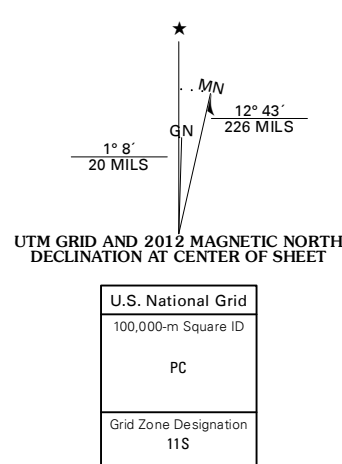 ★
MN
GN
12° 43´
226 MILS
1° 8´
20 MILS
UTM GRID AND 2012 MAGNETIC NORTH
DECLINATION AT CENTER OF SHEET
U.S. National Grid
100,000-m Square ID
PC
Grid Zone Designation
11S